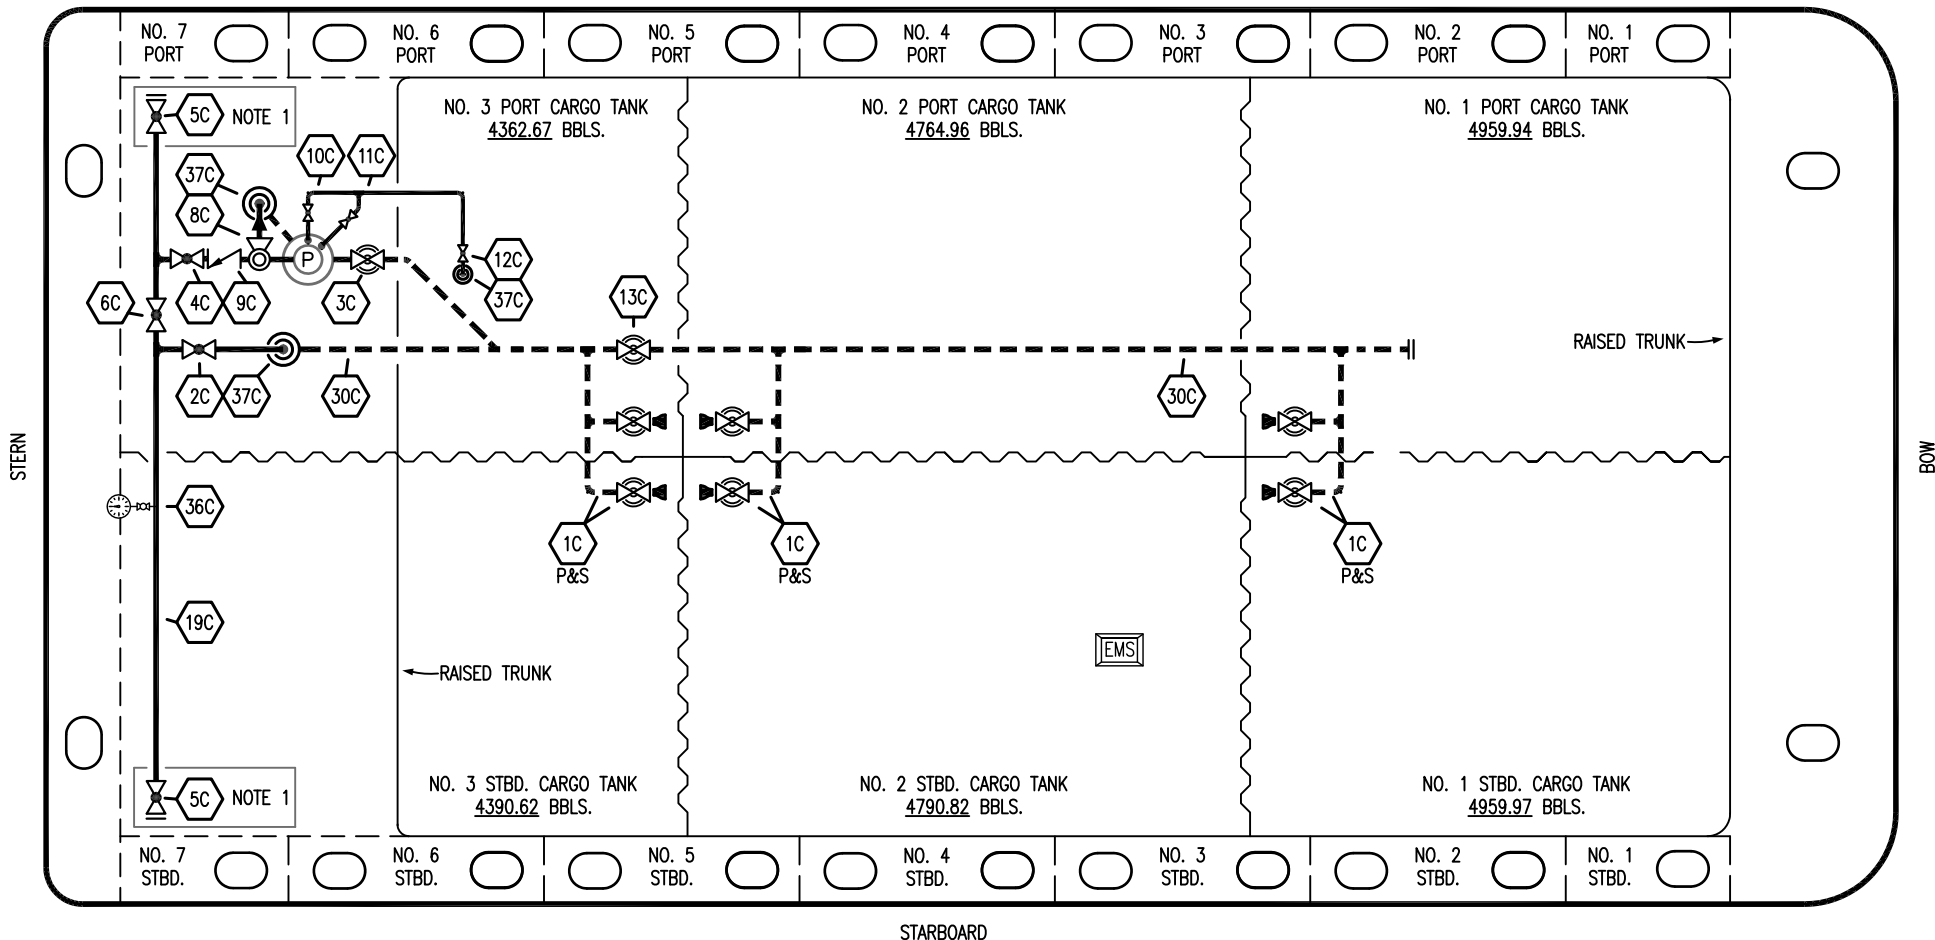 NO. 7
PORT
NO. 6
PORT
NO. 5
PORT
NO. 4
PORT
NO. 3
PORT
NO. 2
PORT
NO. 1
PORT
5C
NOTE 1
NO. 3 PORT CARGO TANK
4362.67 BBLS.
NO. 2 PORT CARGO TANK
4764.96 BBLS.
NO. 1 PORT CARGO TANK
4959.94 BBLS.
10C
11C
37C
8C
P
12C
37C
6C
4C
9C
3C
13C
RAISED TRUNK
2C
37C
30C
30C
STERN
BOW
36C
1C
P&S
1C
P&S
1C
P&S
19C
EMS
RAISED TRUNK
5C
NOTE 1
NO. 3 STBD. CARGO TANK
4390.62 BBLS.
NO. 2 STBD. CARGO TANK
4790.82 BBLS.
NO. 1 STBD. CARGO TANK
4959.97 BBLS.
NO. 7
STBD.
NO. 6
STBD.
NO. 5
STBD.
NO. 4
STBD.
NO. 3
STBD.
NO. 2
STBD.
NO. 1
STBD.
STARBOARD